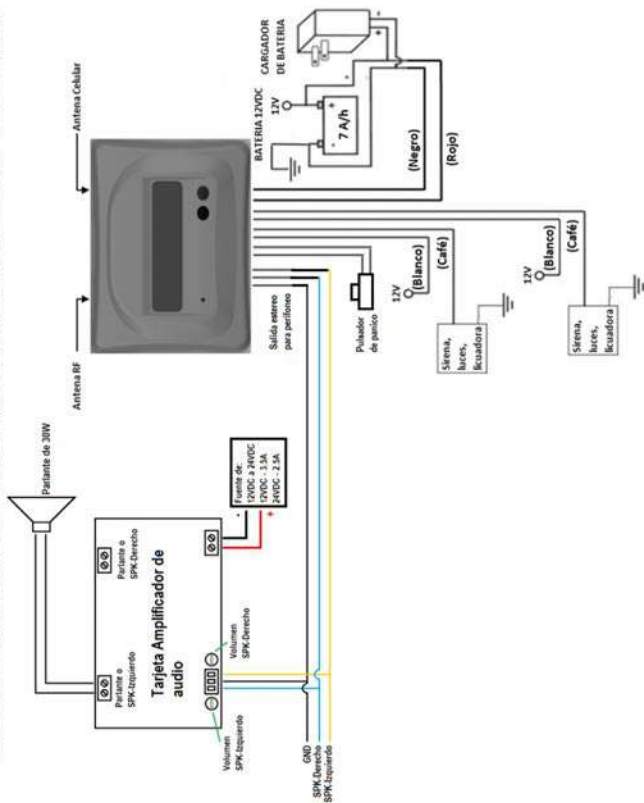 Antena Celular
Antena RF
CARGADOR
DE BATERIA
-
+
BATERIA 12VDC
12V
-
+
7 A/h
-
(Negro)
(Rojo)
Salida estereo
para perifoneo
Pulsador
de panico
12V
(Blanco)
(Café)
Sirena,
luces,
licuadora
12V
(Blanco)
(Café)
Sirena,
luces,
licuadora
Parlante de 30W
Parlante o
SPK-Izquierdo
Parlante o
SPK-Derecho
Tarjeta Amplificador de
audio
Fuente de:
12VDC a 24VDC
12VDC - 3.5A
24VDC - 2.5A
-
+
Volumen
SPK-Izquierdo
Volumen
SPK-Derecho
GND
SPK-Derecho
SPK-Izquierdo